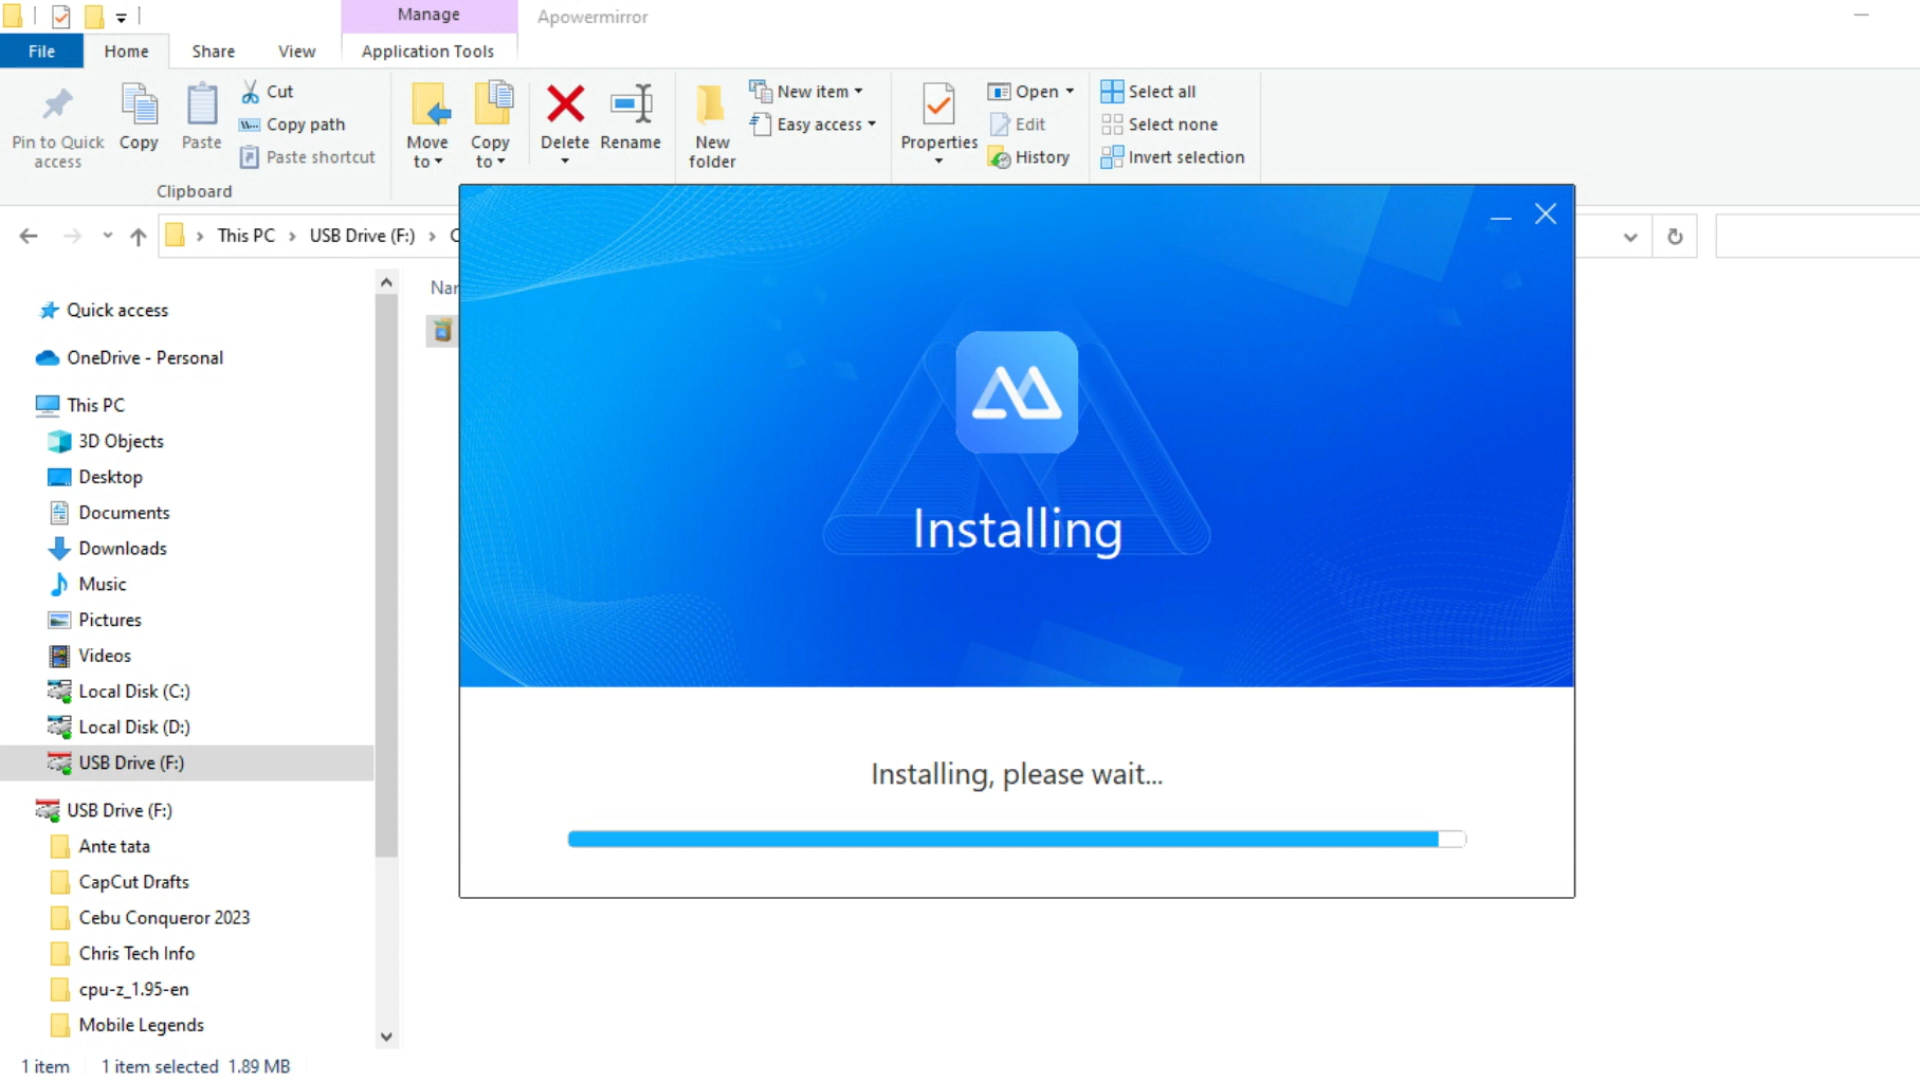 Manage
Apowermirror
File
Home
Share
View
Application Tools
Pin to Quick access
Copy
Paste
Cut
Copy path
Paste shortcut
Move to
Copy to
Delete
Rename
New folder
New item
Easy access
Properties
Open
Edit
History
Select all
Select none
Invert selection
Clipboard
This PC
USB Drive (F:)
Quick access
OneDrive - Personal
This PC
3D Objects
Desktop
Documents
Downloads
Music
Pictures
Videos
Local Disk (C:)
Local Disk (D:)
USB Drive (F:)
USB Drive (F:)
Ante tata
CapCut Drafts
Cebu Conqueror 2023
Chris Tech Info
cpu-z_1.95-en
Mobile Legends
Installing
Installing, please wait...
1 item
1 item selected 1.89 MB